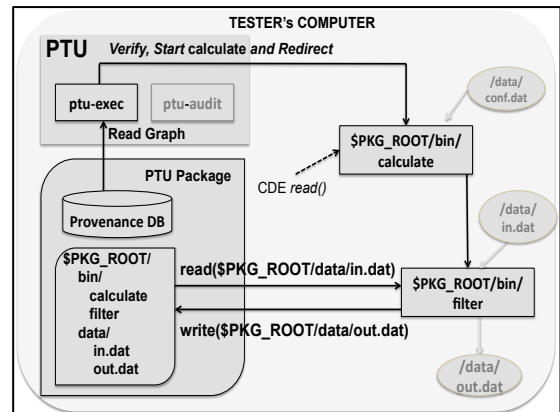 TESTER's COMPUTER
PTU
Verify, Start calculate and Redirect
ptu-exec
ptu-audit
/data/
conf.dat
Read Graph
$PKG_ROOT/bin/
calculate
PTU Package
CDE read()
Provenance DB
/data/
in.dat
$PKG_ROOT/
bin/
calculate
filter
data/
in.dat
out.dat
read($PKG_ROOT/data/in.dat)
$PKG_ROOT/bin/
filter
write($PKG_ROOT/data/out.dat)
/data/
out.dat